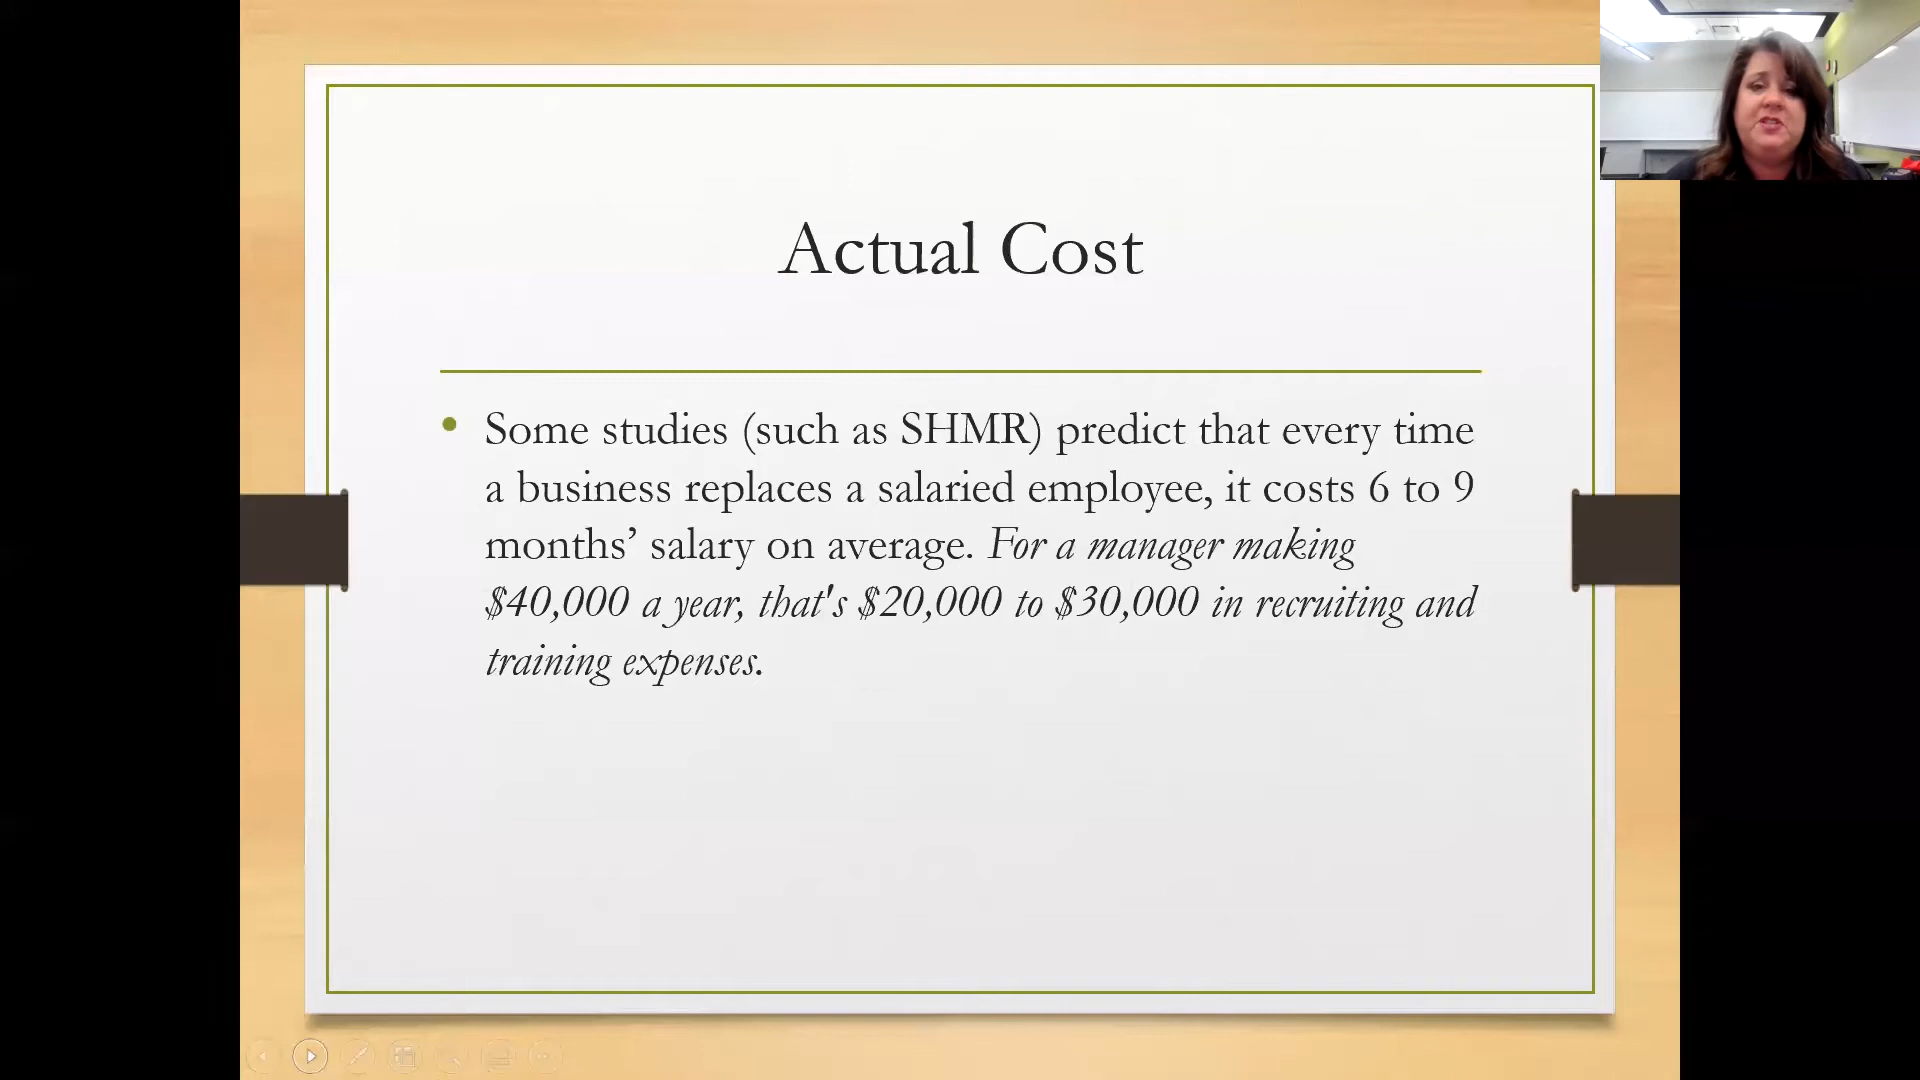 Actual Cost
• Some studies (such as SHMR) predict that every time
a business replaces a salaried employee, it costs 6 to 9
months’ salary on average. For a manager making
$40,000 a year, that's $20,000 to $30,000 in recruiting and
training expenses.